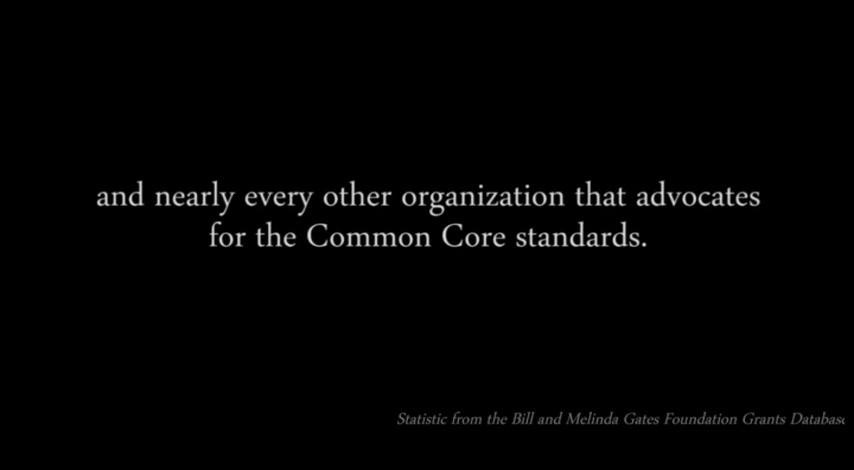 and nearly every other organization that advocates
for the Common Core standards.
Statistic from the Bill and Melinda Gates Foundation Grants Database